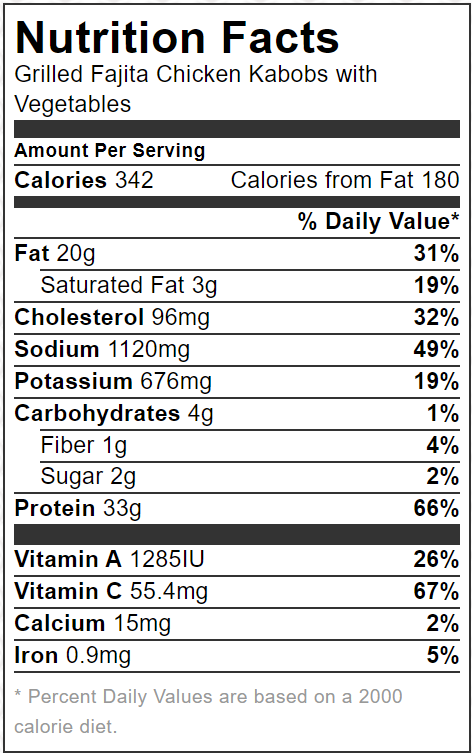 Nutrition Facts
Grilled Fajita Chicken Kabobs with
Vegetables
Amount Per Serving
Calories 342 Calories from Fat 180
% Daily Value*
Fat 20g 31%
Saturated Fat 3g 19%
Cholesterol 96mg 32%
Sodium 1120mg 49%
Potassium 676mg 19%
Carbohydrates 4g 1%
Fiber 1g 4%
Sugar 2g 2%
Protein 33g 66%
Vitamin A 1285IU 26%
Vitamin C 55.4mg 67%
Calcium 15mg 2%
Iron 0.9mg 5%
* Percent Daily Values are based on a 2000
calorie diet.